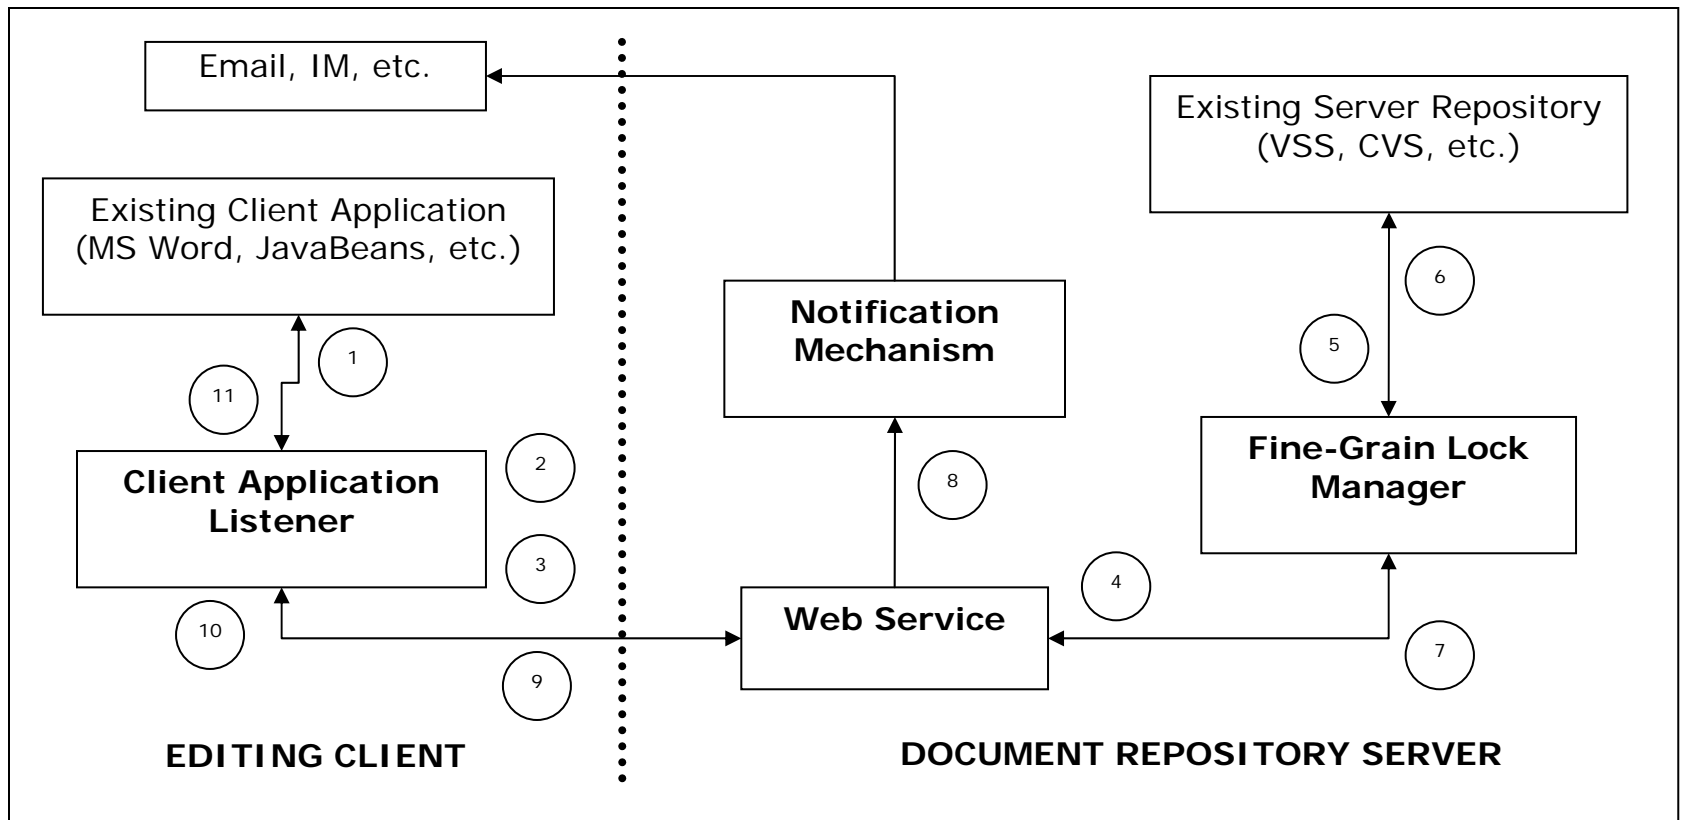 Email, IM, etc.
Existing Server Repository
(VSS, CVS, etc.)
Existing Client Application
(MS Word, JavaBeans, etc.)
6
Notification
Mechanism
5
1
11
Client Application
Listener
2
8
Fine-Grain Lock
Manager
3
4
Web Service
10
7
9
EDITING CLIENT
DOCUMENT REPOSITORY SERVER